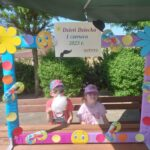 Dzień Dziecka
1 czerwca
2023 r.